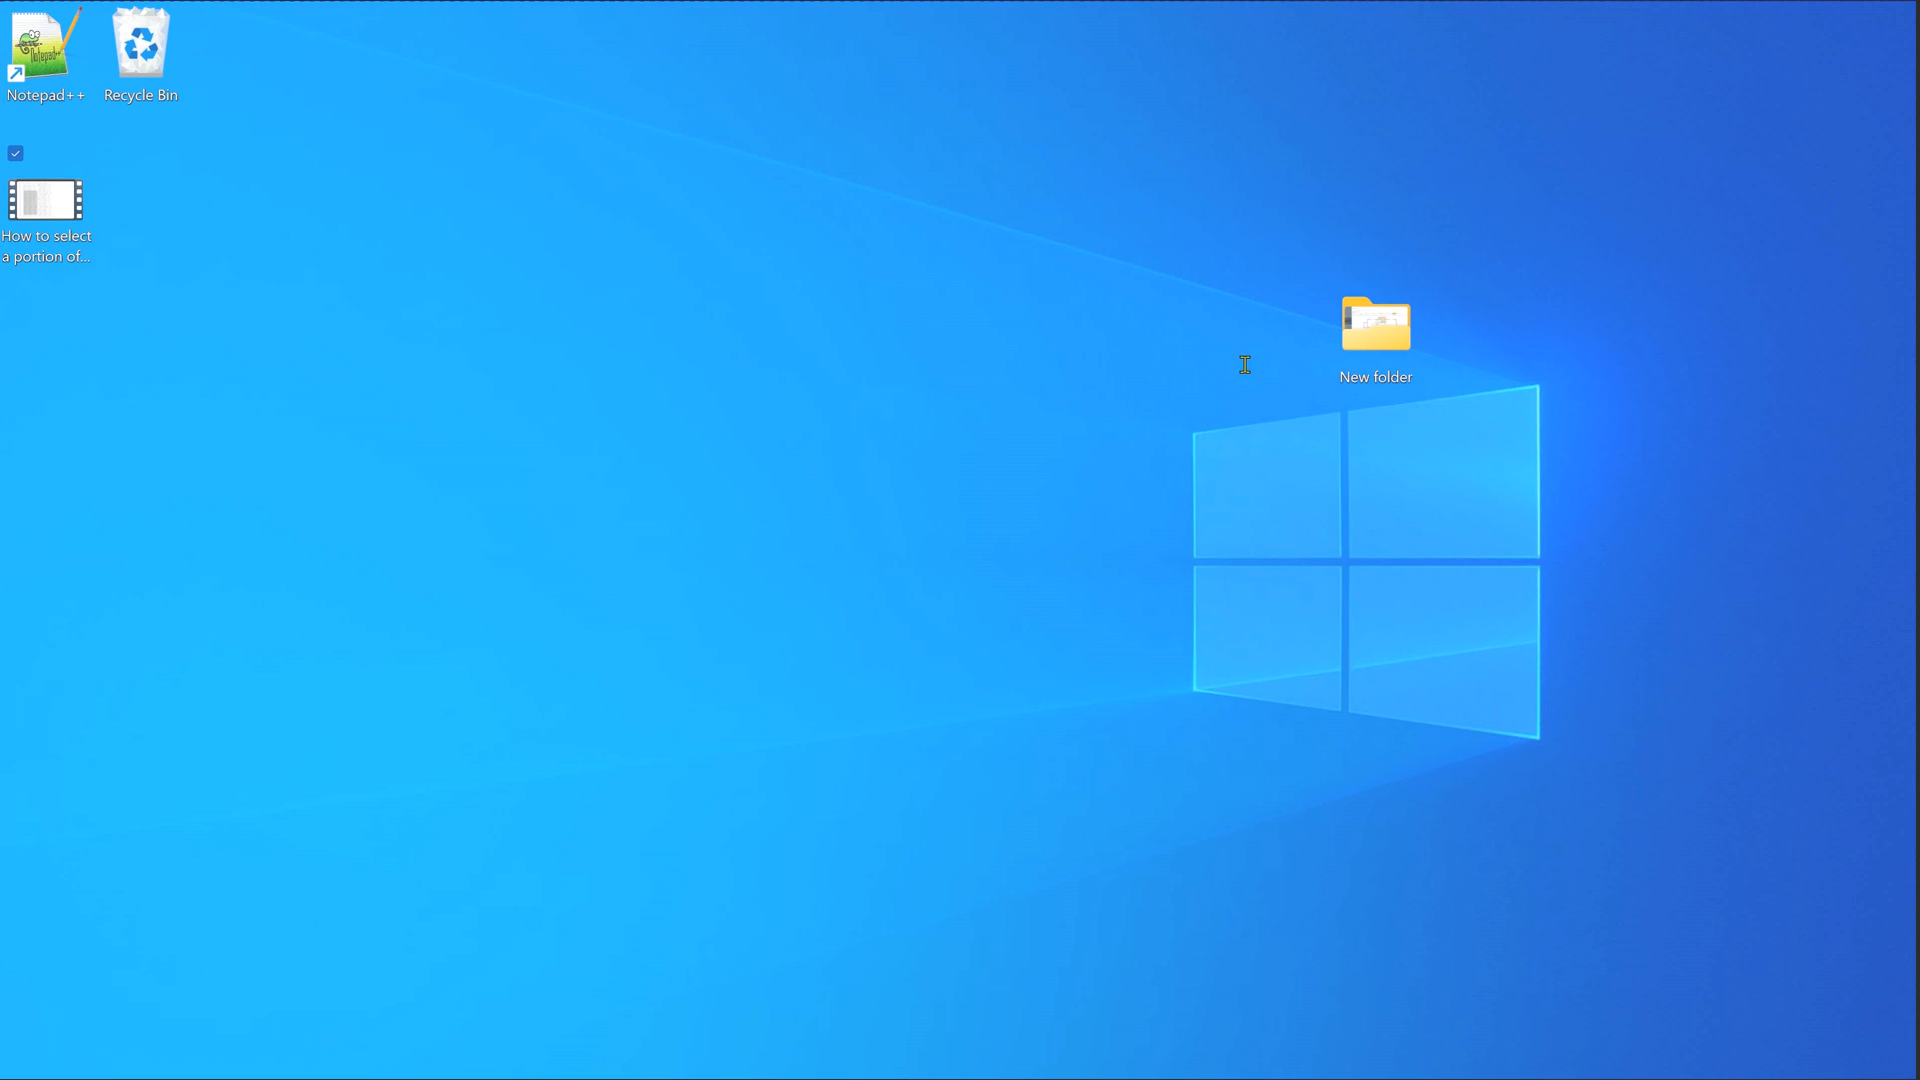 Notepad++
Recycle Bin
How to select
a portion of...
New folder